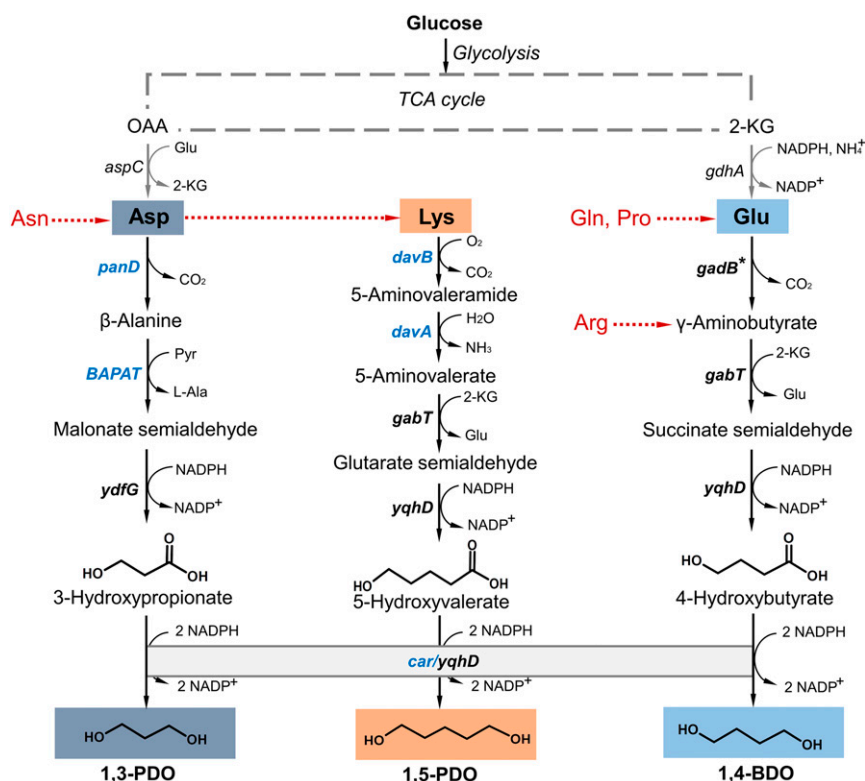 Glucose
Glycolysis
TCA cycle
OAA
2-KG
aspC
Glu
2-KG
gdhA
NADPH, NH₄⁺
NADP⁺
Asn
Asp
Lys
Gln, Pro
Glu
panD
CO₂
davB
O₂
CO₂
gadB*
CO₂
β-Alanine
5-Aminovaleramide
Arg
γ-Aminobutyrate
BAPAT
Pyr
L-Ala
davA
H₂O
NH₃
gabT
2-KG
Glu
5-Aminovalerate
Malonate semialdehyde
gabT
2-KG
Glu
Succinate semialdehyde
Glutarate semialdehyde
ydfG
NADPH
NADP⁺
yqhD
NADPH
NADP⁺
yqhD
NADPH
NADP⁺
HO
O
OH
HO
O
OH
HO
O
OH
3-Hydroxypropionate
5-Hydroxyvalerate
4-Hydroxybutyrate
2 NADPH
2 NADPH
2 NADPH
car/yqhD
2 NADP⁺
2 NADP⁺
2 NADP⁺
HO
OH
HO
OH
HO
OH
1,3-PDO
1,5-PDO
1,4-BDO